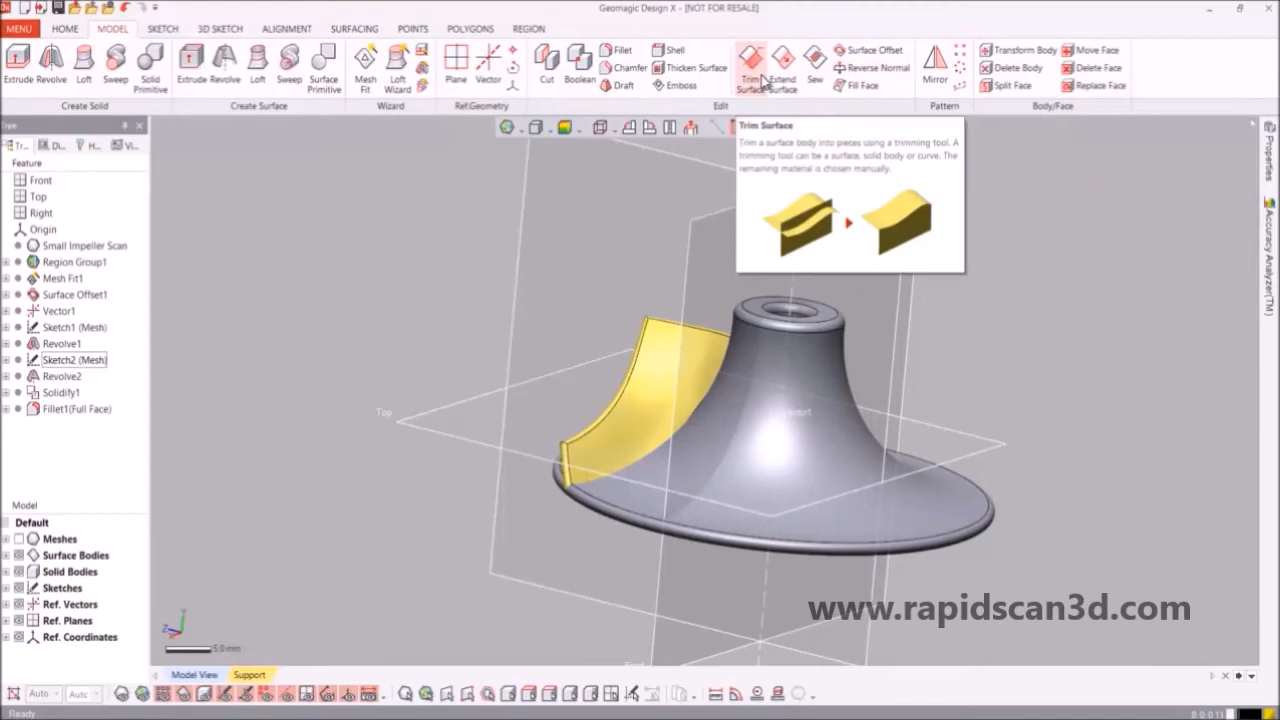 Geomagic Design X - [NOT FOR RESALE]
MENU HOME MODEL SKETCH 3D SKETCH ALIGNMENT SURFACING POINTS POLYGONS REGION
Extrude Revolve Loft Sweep Solid Primitive
Create Solid
Extrude Revolve Loft Sweep Surface Primitive
Create Surface
Mesh Fit Loft Wizard
Wizard
Plane Vector
Ref.Geometry
Cut Boolean
Fillet Shell
Chamfer Thicken Surface
Draft Emboss
Trim Surface Extend Surface Sew
Surface Offset
Reverse Normal
Fill Face
Edit
Mirror
Pattern
Transform Body Move Face
Delete Body Delete Face
Split Face Replace Face
Body/Face
Tree
Tr... D... H... Vi...
Trim Surface
Trim a surface body into pieces using a trimming tool. A
trimming tool can be a surface, solid body or curve. The
remaining material is chosen manually.
Feature
Front
Top
Right
Origin
Small Impeller Scan
Region Group1
Mesh Fit1
Surface Offset1
Vector1
Sketch1 (Mesh)
Revolve1
Sketch2 (Mesh)
Revolve2
Solidify1
Fillet1(Full Face)
Top
Vector1
Properties
Accuracy Analyzer(TM)
Model
Default
Meshes
Surface Bodies
Solid Bodies
Sketches
Ref. Vectors
Ref. Planes
Ref. Coordinates
www.rapidscan3d.com
5.0 mm
Model View Support
Auto Autc
Ready